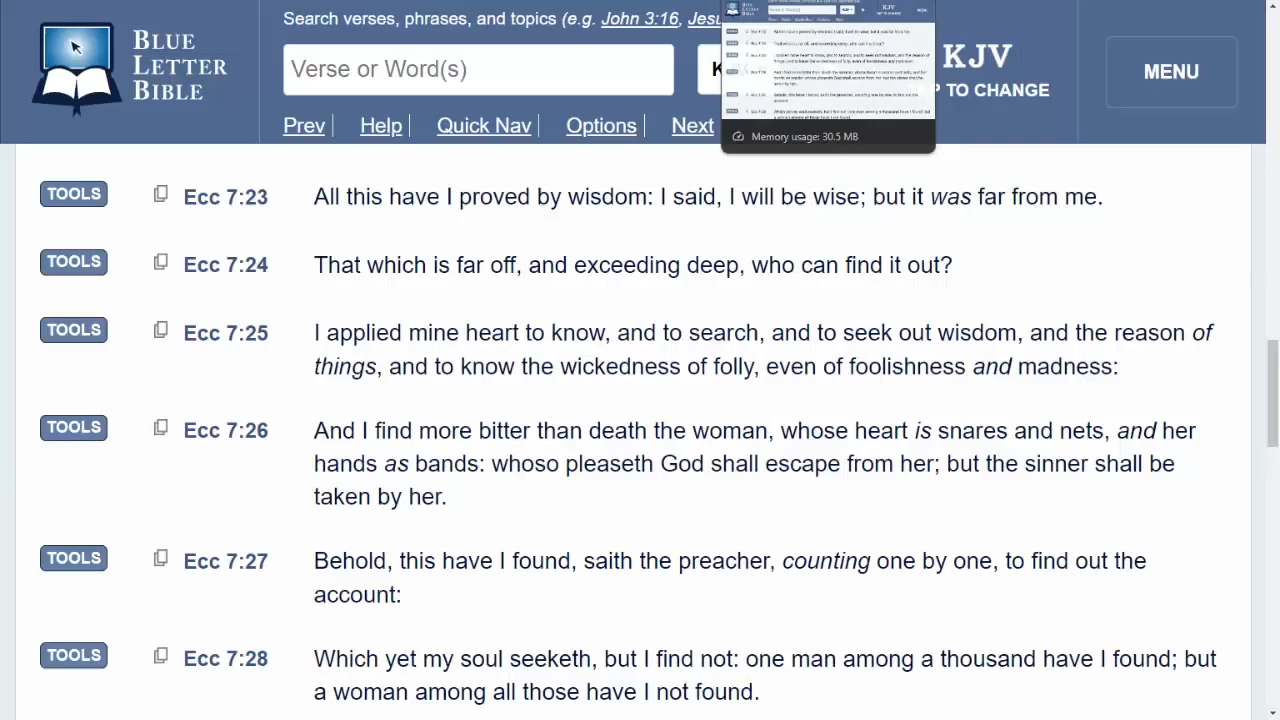 Search verses, phrases, and topics (e.g. John 3:16, Jesu
BLUE
LETTER
BIBLE
Verse or Word(s)
K
KJV
P TO CHANGE
MENU
Prev
Help
Quick Nav
Options
Next
Memory usage: 30.5 MB
TOOLS Ecc 7:23 All this have I proved by wisdom: I said, I will be wise; but it was far from me.
TOOLS Ecc 7:24 That which is far off, and exceeding deep, who can find it out?
TOOLS Ecc 7:25 I applied mine heart to know, and to search, and to seek out wisdom, and the reason of
things, and to know the wickedness of folly, even of foolishness and madness:
TOOLS Ecc 7:26 And I find more bitter than death the woman, whose heart is snares and nets, and her
hands as bands: whoso pleaseth God shall escape from her; but the sinner shall be
taken by her.
TOOLS Ecc 7:27 Behold, this have I found, saith the preacher, counting one by one, to find out the
account:
TOOLS Ecc 7:28 Which yet my soul seeketh, but I find not: one man among a thousand have I found; but
a woman among all those have I not found.